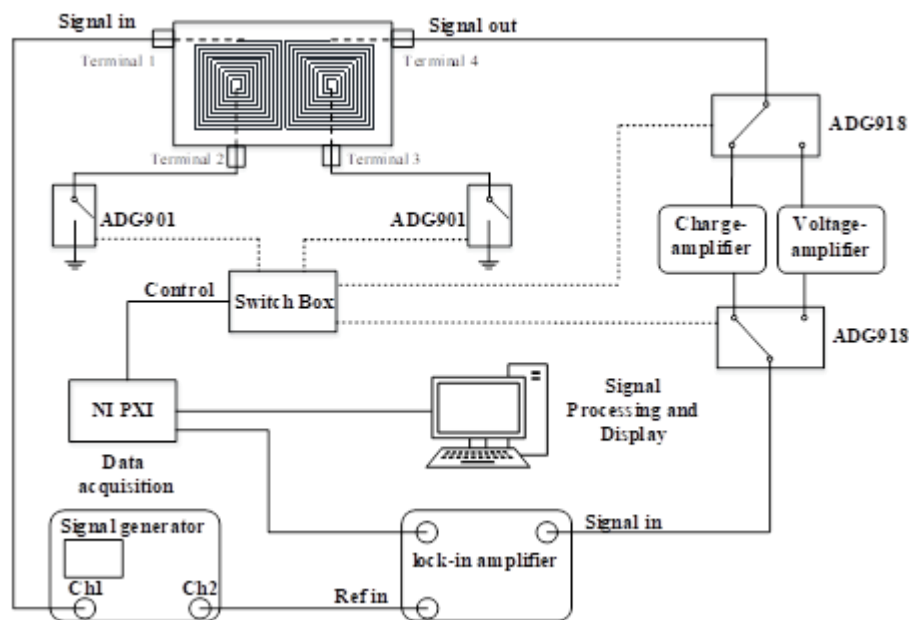 Signal in
Signal out
Terminal 1
Terminal 4
ADG918
Terminal 2
Terminal 3
ADG901
ADG901
Charge-
amplifier
Voltage-
amplifier
Control
Switch Box
ADG918
NI PXI
Signal
Processing and
Display
Data
acquisition
Signal generator
Signal in
lock-in amplifier
Ch1
Ch2
Ref in